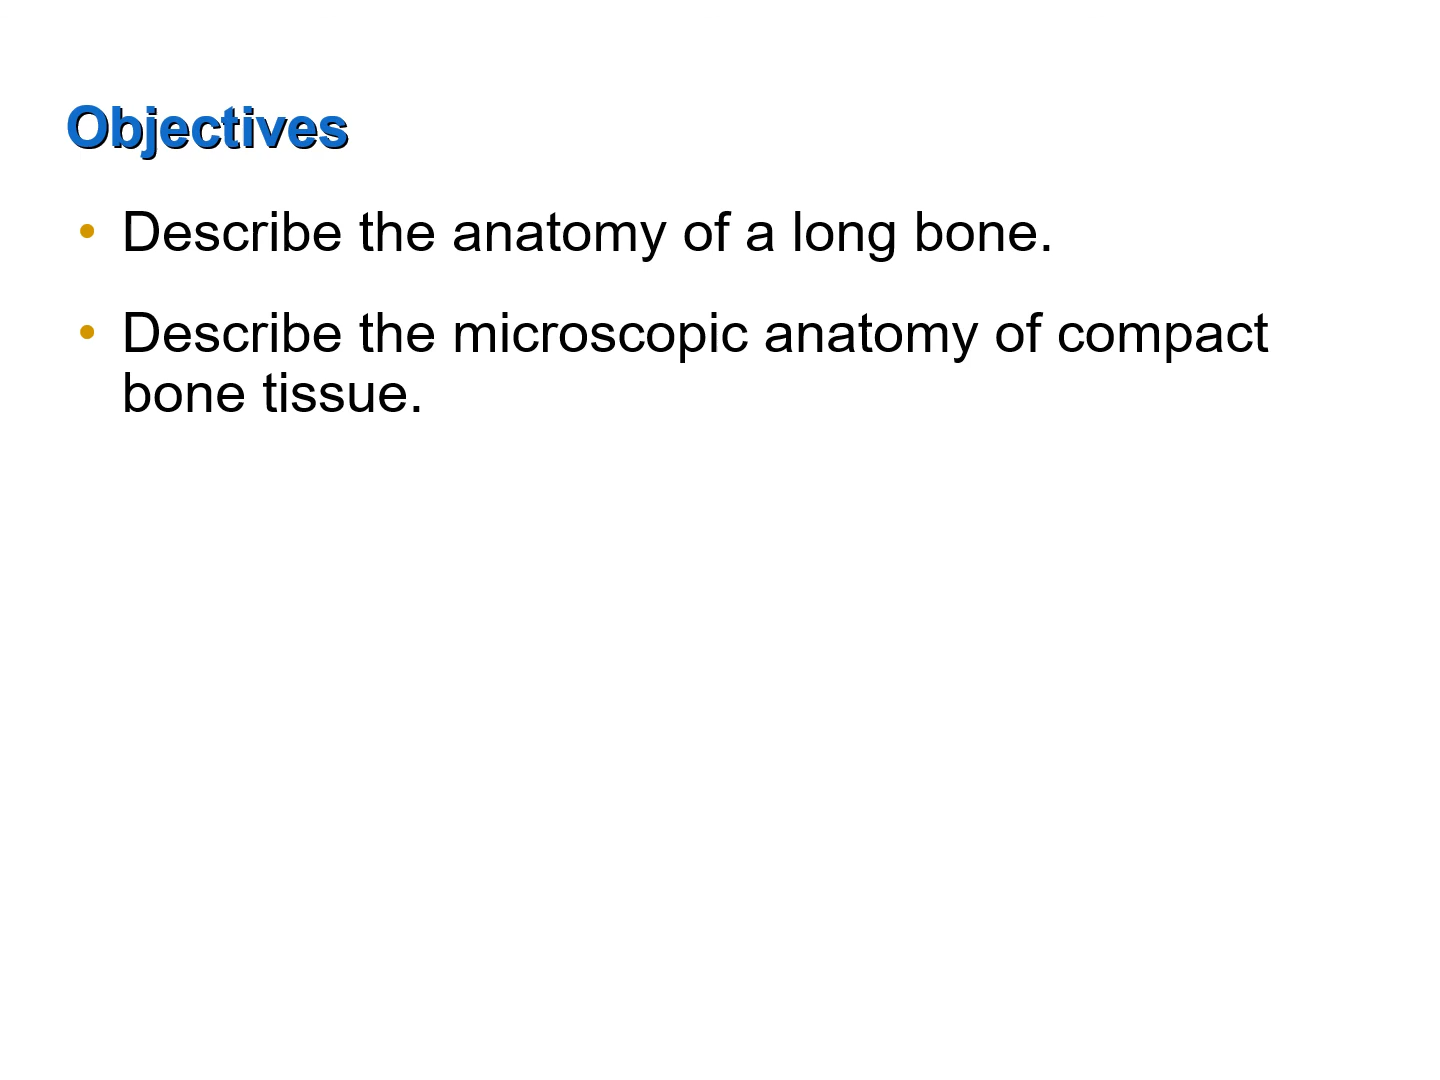 Objectives
• Describe the anatomy of a long bone.
• Describe the microscopic anatomy of compact
bone tissue.